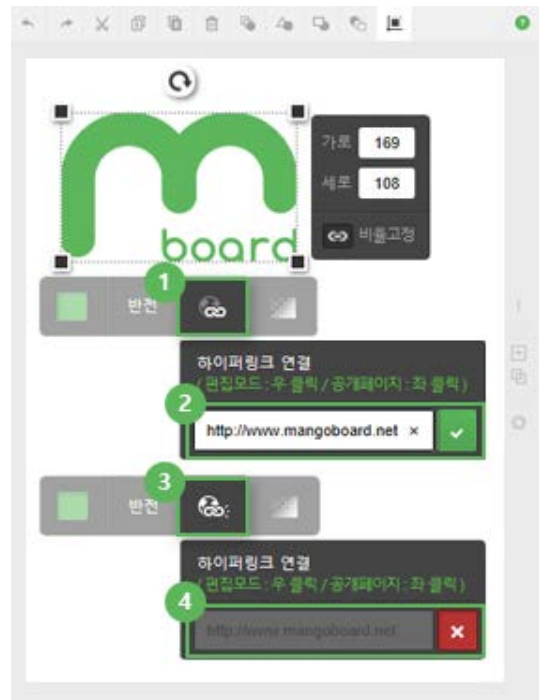 ?
가로 169
세로 108
비율고정
board
1
반전
하이퍼링크 연결
( 편집모드 : 우 클릭 / 공개페이지 : 좌 클릭 )
2
http://www.mangoboard.net ×
3
반전
하이퍼링크 연결
( 편집모드 : 우 클릭 / 공개페이지 : 좌 클릭 )
4
http://www.mangoboard.net